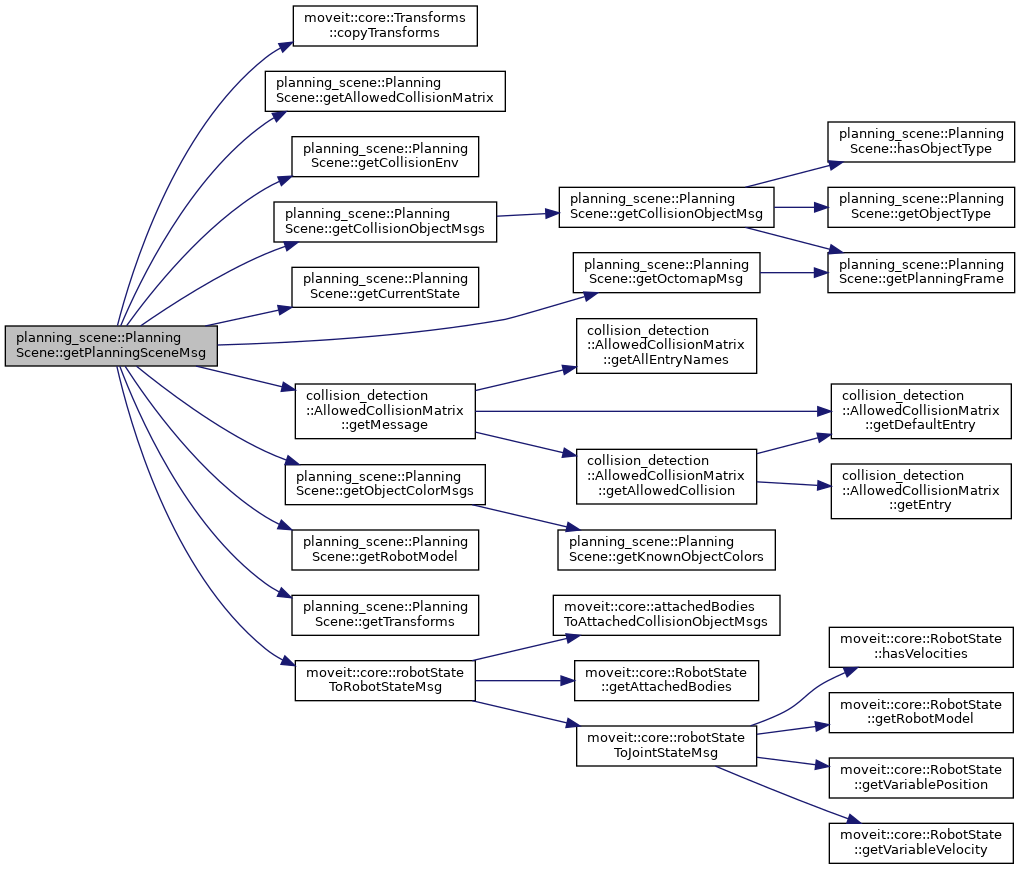 moveit::core::Transforms
::copyTransforms
planning_scene::Planning
Scene::getAllowedCollisionMatrix
planning_scene::Planning
Scene::getCollisionEnv
planning_scene::Planning
Scene::getCollisionObjectMsgs
planning_scene::Planning
Scene::getCurrentState
planning_scene::Planning
Scene::getPlanningSceneMsg
collision_detection
::AllowedCollisionMatrix
::getMessage
planning_scene::Planning
Scene::getObjectColorMsgs
planning_scene::Planning
Scene::getRobotModel
planning_scene::Planning
Scene::getTransforms
moveit::core::robotState
ToRobotStateMsg
planning_scene::Planning
Scene::getCollisionObjectMsg
planning_scene::Planning
Scene::getOctomapMsg
collision_detection
::AllowedCollisionMatrix
::getAllEntryNames
collision_detection
::AllowedCollisionMatrix
::getAllowedCollision
planning_scene::Planning
Scene::getKnownObjectColors
moveit::core::attachedBodies
ToAttachedCollisionObjectMsgs
moveit::core::RobotState
::getAttachedBodies
moveit::core::robotState
ToJointStateMsg
planning_scene::Planning
Scene::hasObjectType
planning_scene::Planning
Scene::getObjectType
planning_scene::Planning
Scene::getPlanningFrame
collision_detection
::AllowedCollisionMatrix
::getDefaultEntry
collision_detection
::AllowedCollisionMatrix
::getEntry
moveit::core::RobotState
::hasVelocities
moveit::core::RobotState
::getRobotModel
moveit::core::RobotState
::getVariablePosition
moveit::core::RobotState
::getVariableVelocity